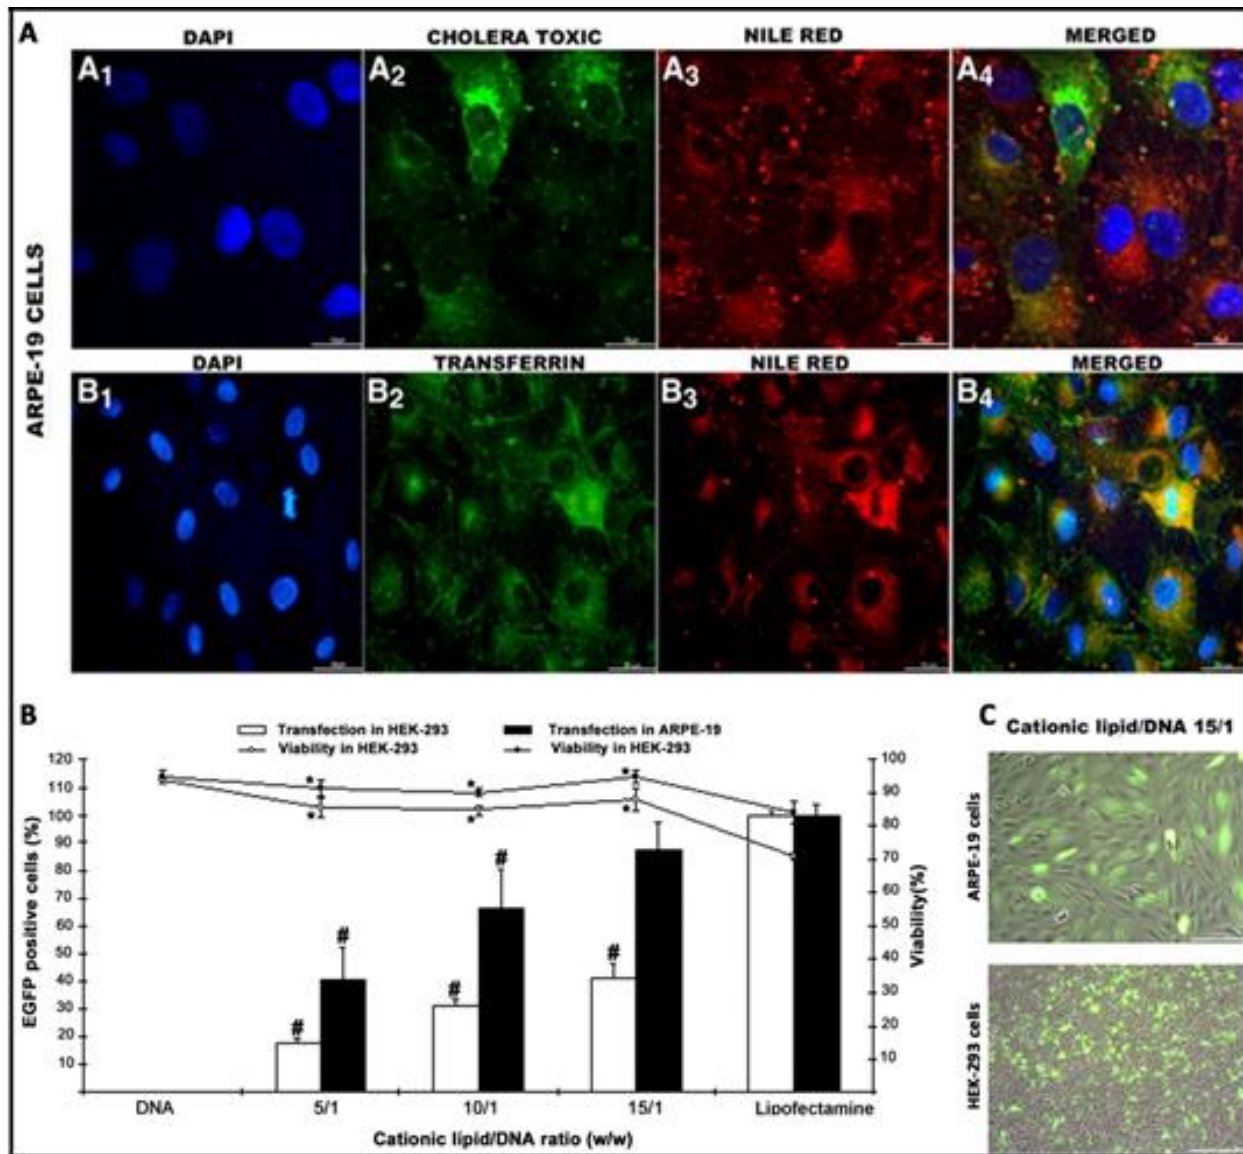 A
DAPI CHOLERA TOXIC NILE RED MERGED
A1 A2 A3 A4
ARPE-19 CELLS
DAPI TRANSFERRIN NILE RED MERGED
B1 B2 B3 B4
B
Transfection in HEK-293 Transfection in ARPE-19
Viability in HEK-293 Viability in HEK-293
EGFP positive cells (%)
120
110
100
90
80
70
60
50
40
30
20
10
* * *
* * *
# # # # #
100
90
80
70
60
50
40
30
20
10
Viability(%)
DNA 5/1 10/1 15/1 Lipofectamine
Cationic lipid/DNA ratio (w/w)
C
Cationic lipid/DNA 15/1
ARPE-19 cells
HEK-293 cells